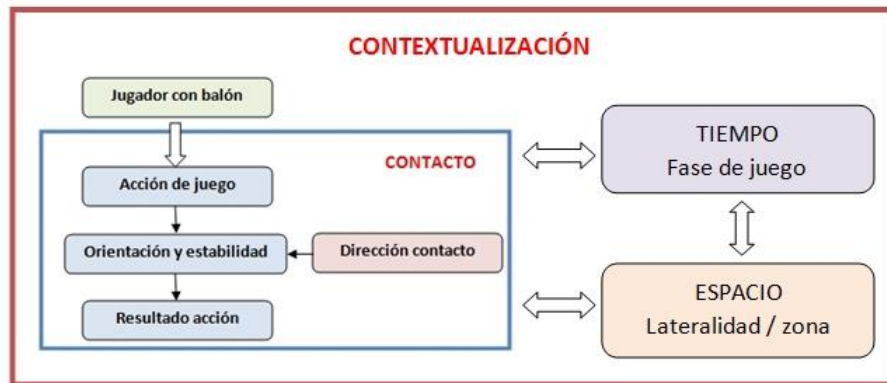 CONTEXTUALIZACIÓN
Jugador con balón
CONTACTO
Acción de juego
Orientación y estabilidad
Dirección contacto
Resultado acción
TIEMPO
Fase de juego
ESPACIO
Lateralidad / zona